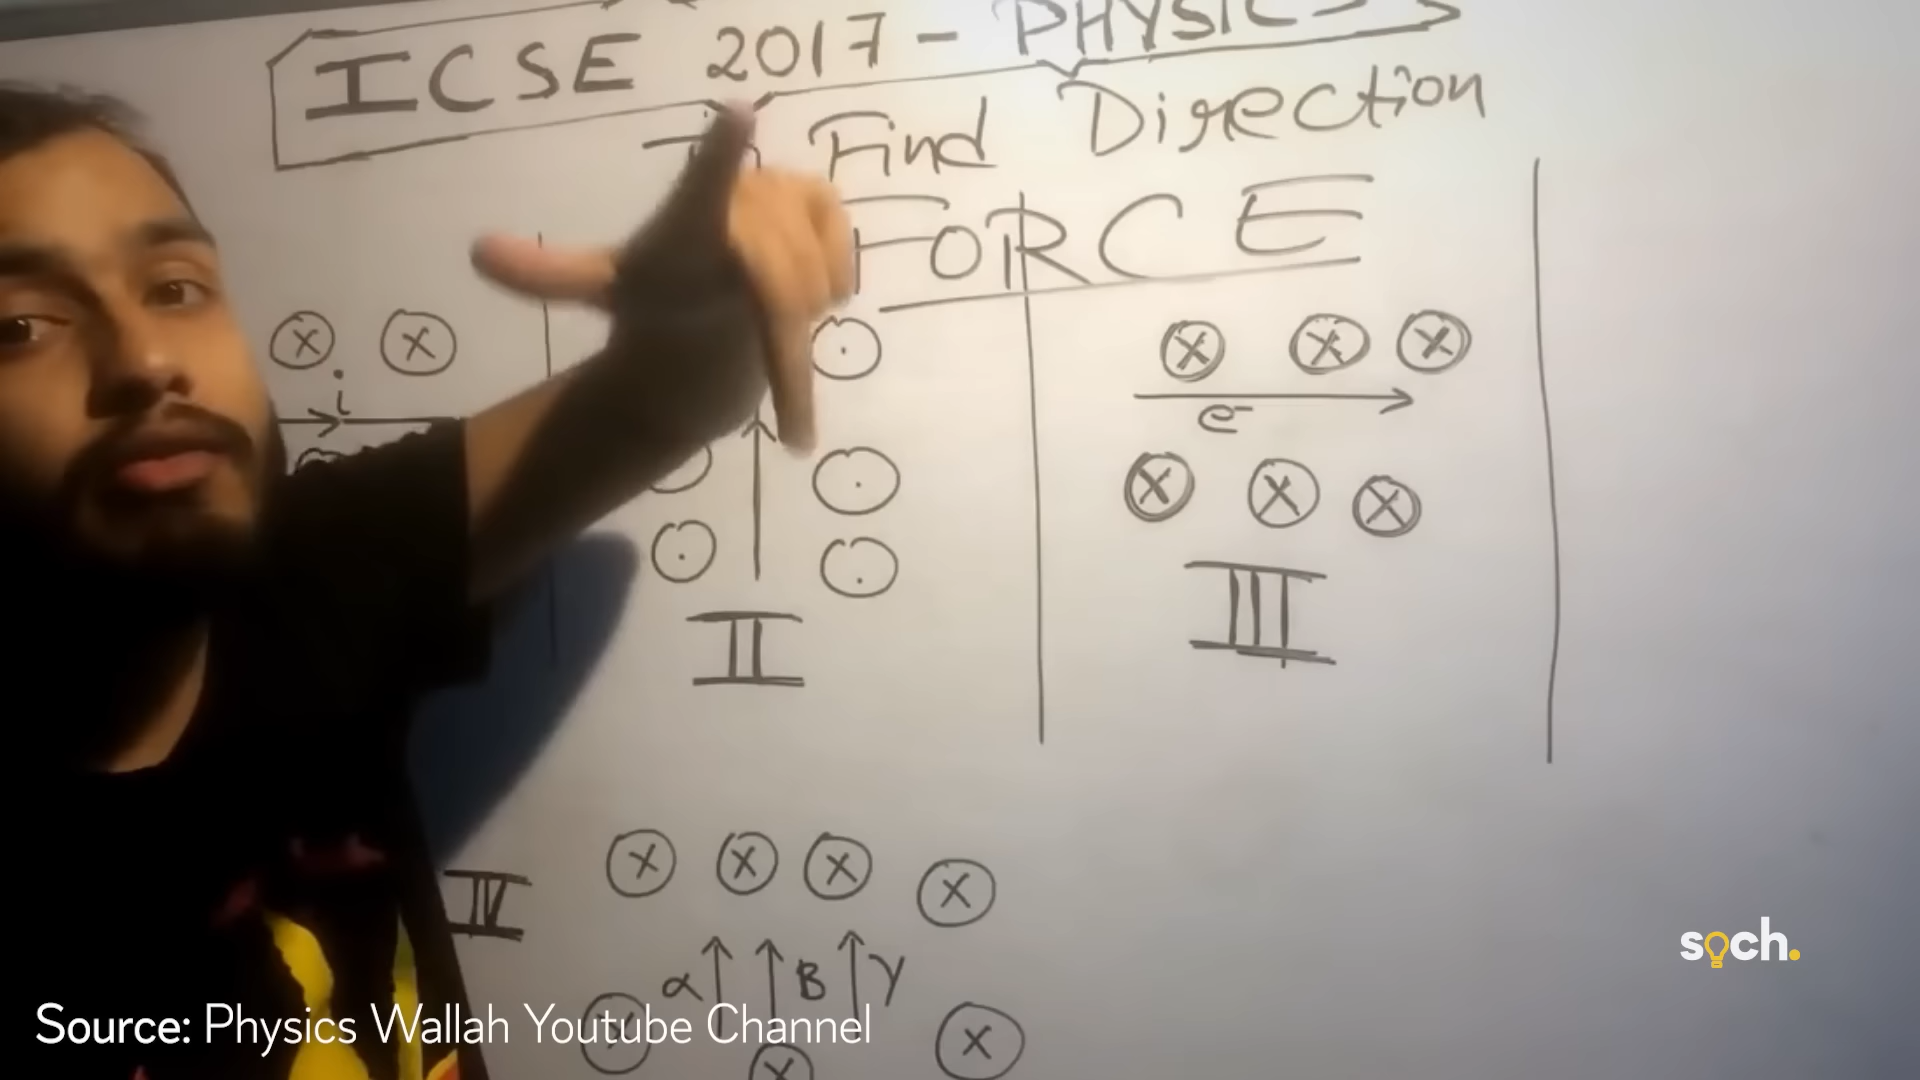 ICSE 2017 - PHYSICS
Find Direction
FORCE
i
e-
II
III
IV
α B γ
soch.
Source: Physics Wallah Youtube Channel